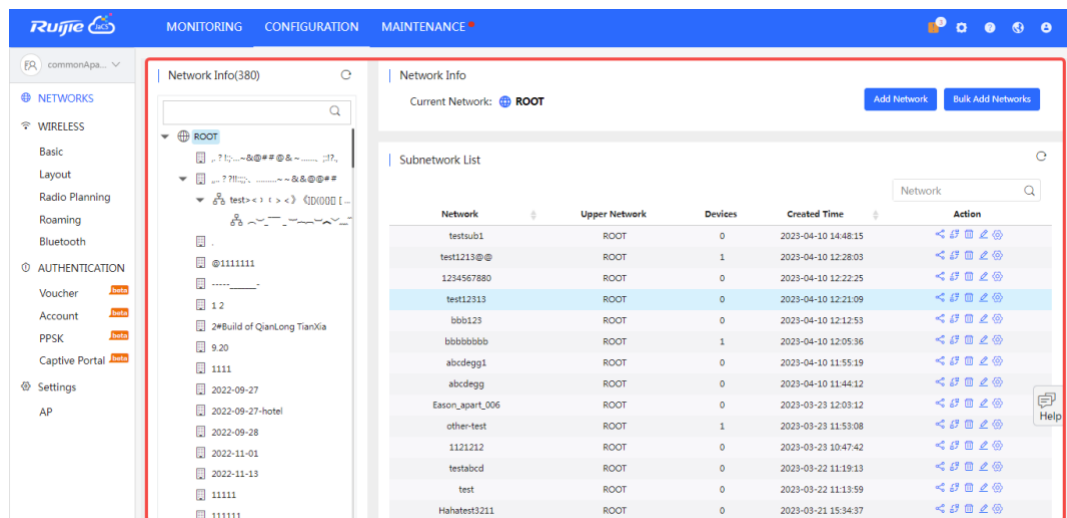 Ruijie JaCS
MONITORING
CONFIGURATION
MAINTENANCE
3
commonApa...
NETWORKS
WIRELESS
Basic
Layout
Radio Planning
Roaming
Bluetooth
AUTHENTICATION
Voucher beta
Account beta
PPSK beta
Captive Portal beta
Settings
AP
Network Info(380)
ROOT
@1111111
1 2
2#Build of QianLong TianXia
9.20
1111
2022-09-27
2022-09-27-hotel
2022-09-28
2022-11-01
2022-11-13
11111
111111
Network Info
Current Network: ROOT
Add Network
Bulk Add Networks
Subnetwork List
Network
Network Upper Network Devices Created Time Action
testsub1 ROOT 0 2023-04-10 14:48:15
test1213@@ ROOT 1 2023-04-10 12:28:03
1234567880 ROOT 0 2023-04-10 12:22:25
test12313 ROOT 0 2023-04-10 12:21:09
bbb123 ROOT 0 2023-04-10 12:12:53
bbbbbbbb ROOT 1 2023-04-10 12:05:36
abcdegg1 ROOT 0 2023-04-10 11:55:19
abcdegg ROOT 0 2023-04-10 11:44:12
Eason_apart_006 ROOT 0 2023-03-23 12:03:12
other-test ROOT 1 2023-03-23 11:53:08
1121212 ROOT 0 2023-03-23 10:47:42
testabcd ROOT 0 2023-03-22 11:19:13
test ROOT 0 2023-03-22 11:13:59
Hahatest3211 ROOT 0 2023-03-21 15:34:37
Help